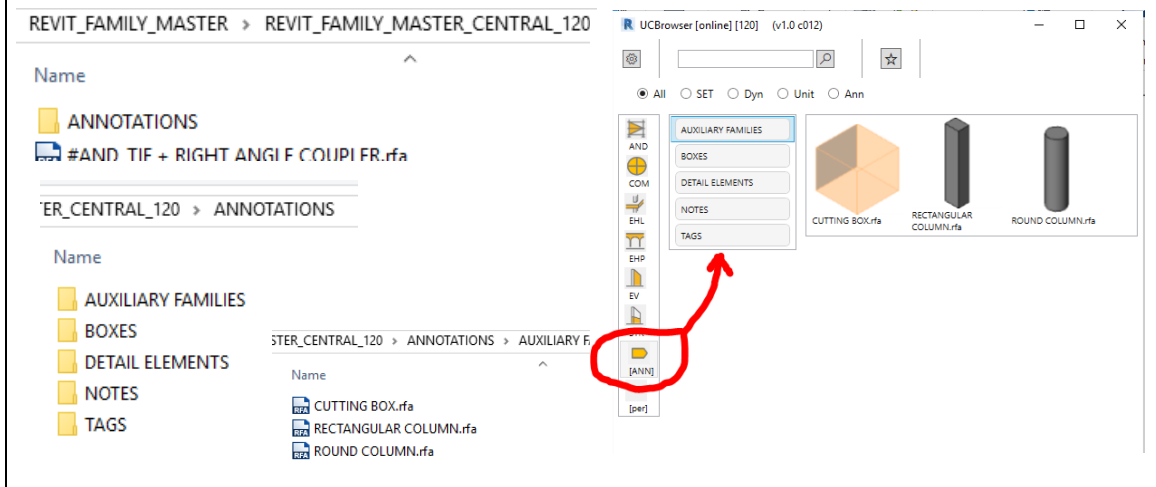 REVIT_FAMILY_MASTER > REVIT_FAMILY_MASTER_CENTRAL_120
Name
ANNOTATIONS
#AND_TIE + RIGHT ANGLE COUPLER.rfa
TER_CENTRAL_120 > ANNOTATIONS
Name
AUXILIARY FAMILIES
BOXES
DETAIL ELEMENTS
NOTES
TAGS
STER_CENTRAL_120 > ANNOTATIONS > AUXILIARY F
Name
CUTTING BOX.rfa
RECTANGULAR COLUMN.rfa
ROUND COLUMN.rfa
UCBrowser [online] [120] (v1.0 c012)
All SET Dyn Unit Ann
AND
COM
EHL
EHP
EV
[ANN]
[per]
AUXILIARY FAMILIES
BOXES
DETAIL ELEMENTS
NOTES
TAGS
CUTTING BOX.rfa
RECTANGULAR
COLUMN.rfa
ROUND COLUMN.rfa